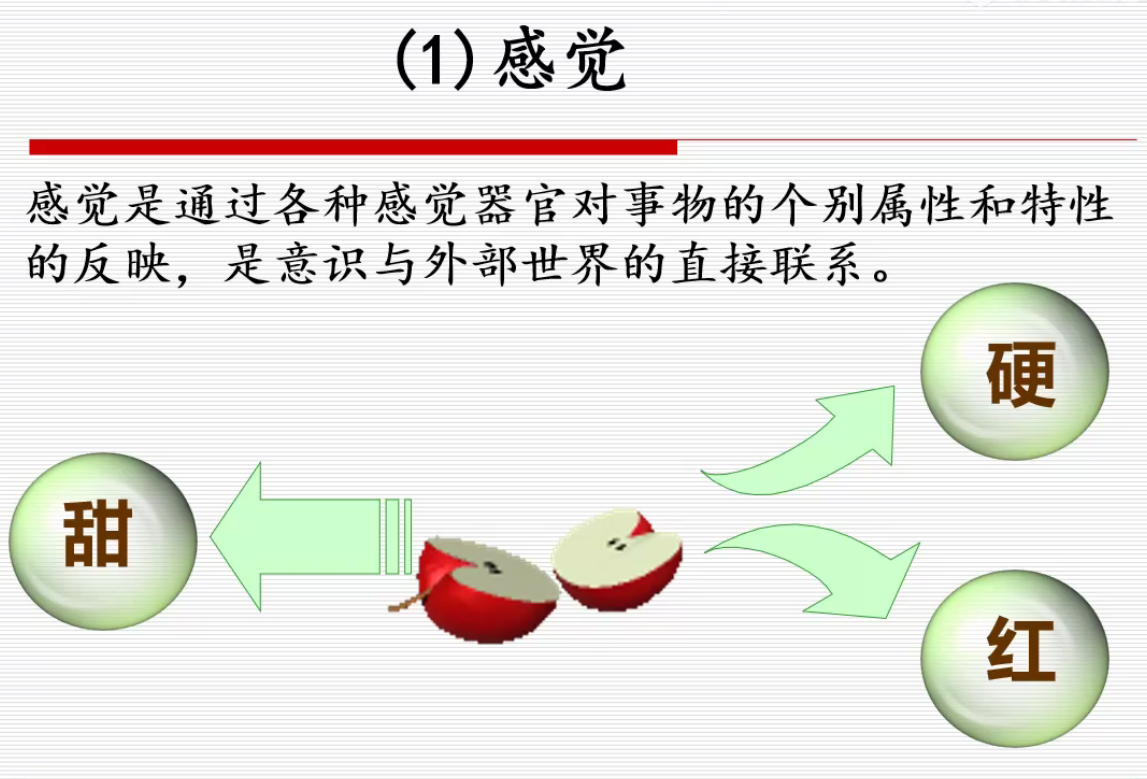 (1)感觉
感觉是通过各种感觉器官对事物的个别属性和特性
的反映，是意识与外部世界的直接联系。
硬
甜
红